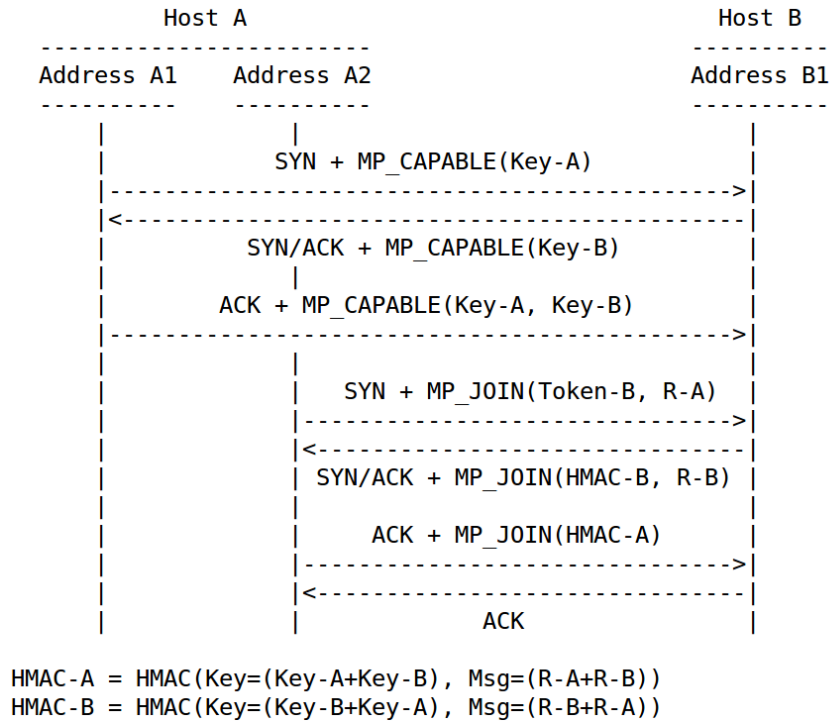 Host A Host B
------------------------ ----------
Address A1 Address A2 Address B1
---------- ---------- ----------
| | |
| SYN + MP_CAPABLE(Key-A) |
|--------------------------------------------->|
|<---------------------------------------------|
| SYN/ACK + MP_CAPABLE(Key-B) |
| | |
| ACK + MP_CAPABLE(Key-A, Key-B) |
|--------------------------------------------->|
| | |
| | SYN + MP_JOIN(Token-B, R-A) |
| |------------------------------->|
| |<-------------------------------|
| | SYN/ACK + MP_JOIN(HMAC-B, R-B) |
| | |
| | ACK + MP_JOIN(HMAC-A) |
| |------------------------------->|
| |<-------------------------------|
| | ACK |
HMAC-A = HMAC(Key=(Key-A+Key-B), Msg=(R-A+R-B))
HMAC-B = HMAC(Key=(Key-B+Key-A), Msg=(R-B+R-A))